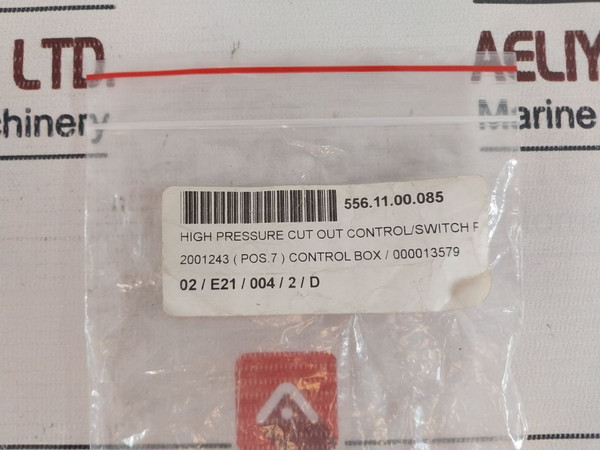 LTD.
AELIY
chinery
Marine
556.11.00.085
HIGH PRESSURE CUT OUT CONTROL/SWITCH F
2001243 ( POS.7 ) CONTROL BOX / 000013579
02 / E21 / 004 / 2 / D